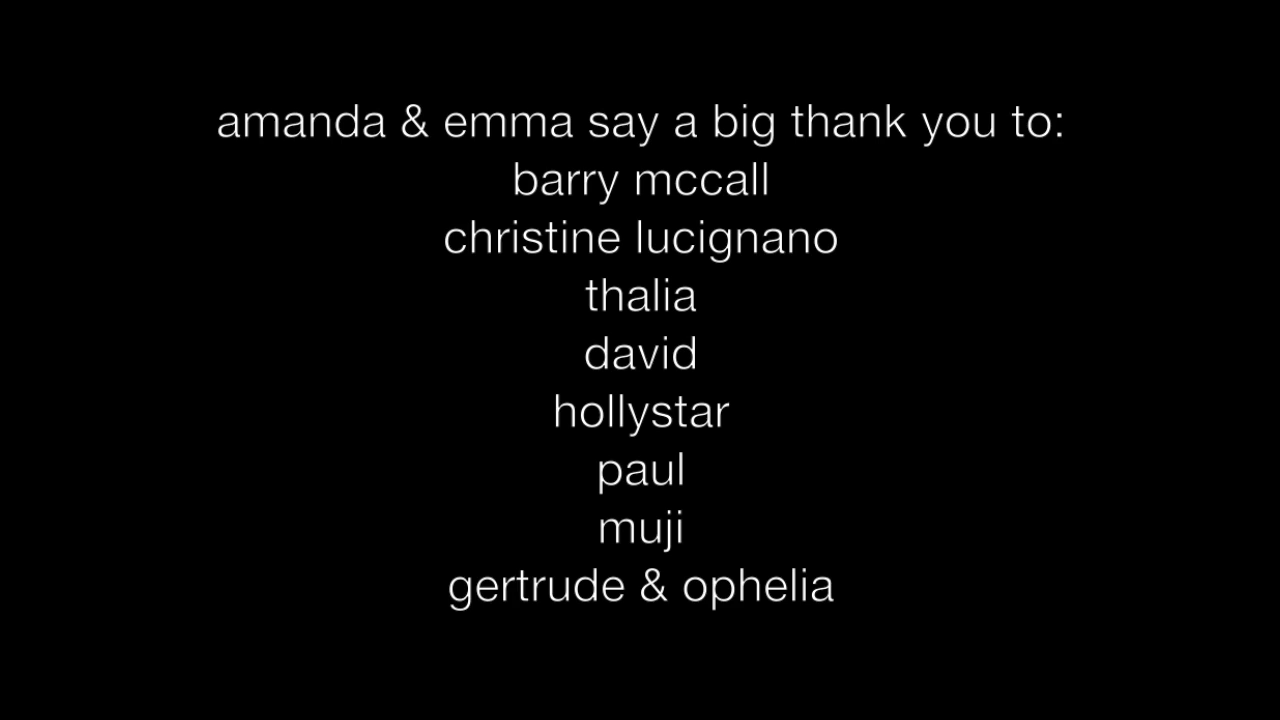 amanda & emma say a big thank you to:
barry mccall
christine lucignano
thalia
david
hollystar
paul
muji
gertrude & ophelia